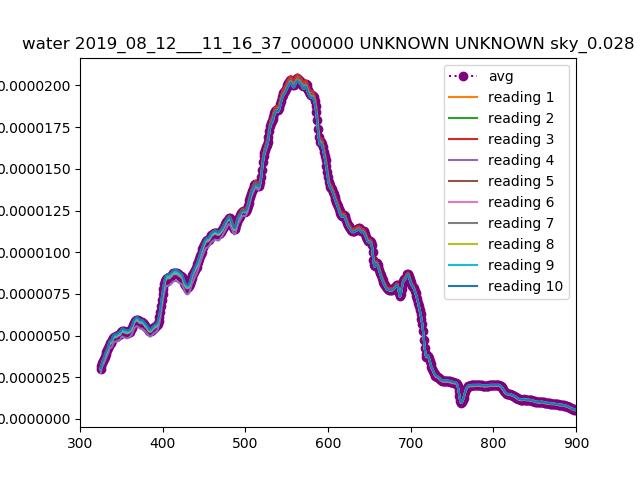 water 2019_08_12___11_16_37_000000 UNKNOWN UNKNOWN sky_0.028
0.0000200
0.0000175
0.0000150
0.0000125
0.0000100
0.0000075
0.0000050
0.0000025
0.0000000
300 400 500 600 700 800 900
avg
reading 1
reading 2
reading 3
reading 4
reading 5
reading 6
reading 7
reading 8
reading 9
reading 10